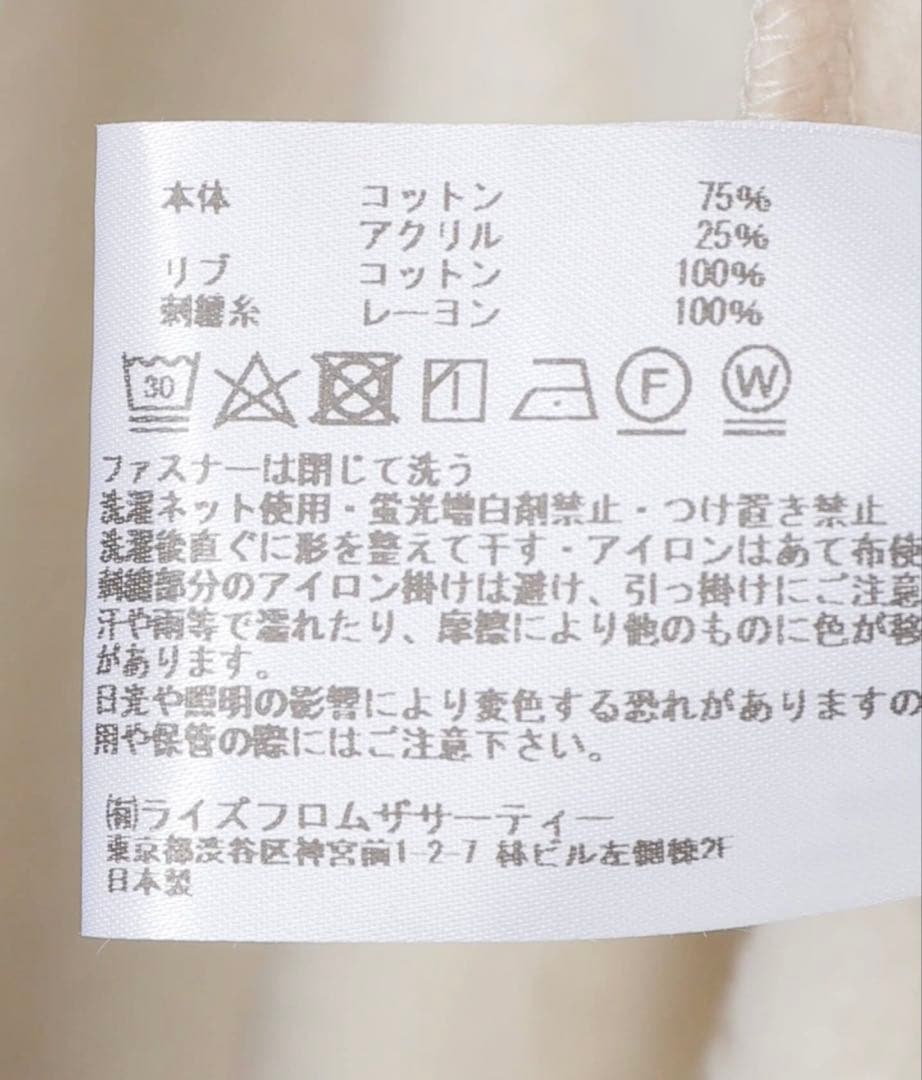 本体 コットン 75%
アクリル 25%
リブ コットン 100%
刺繍糸 レーヨン 100%
30 F W
ファスナーは閉じて洗う
洗濯ネット使用・蛍光増白剤禁止・つけ置き禁止
洗濯後直ぐに形を整えて干す・アイロンはあて布使
刺繍部分のアイロン掛けは避け、引っ掛けにご注意
汗や雨等で濡れたり、摩擦により他のものに色が移
があります。
日光や照明の影響により変色する恐れがありますの
用や保管の際にはご注意下さい。
㈲ライズフロムザサーティー
東京都渋谷区神宮前1-2-7 林ビル左側棟2F
日本製